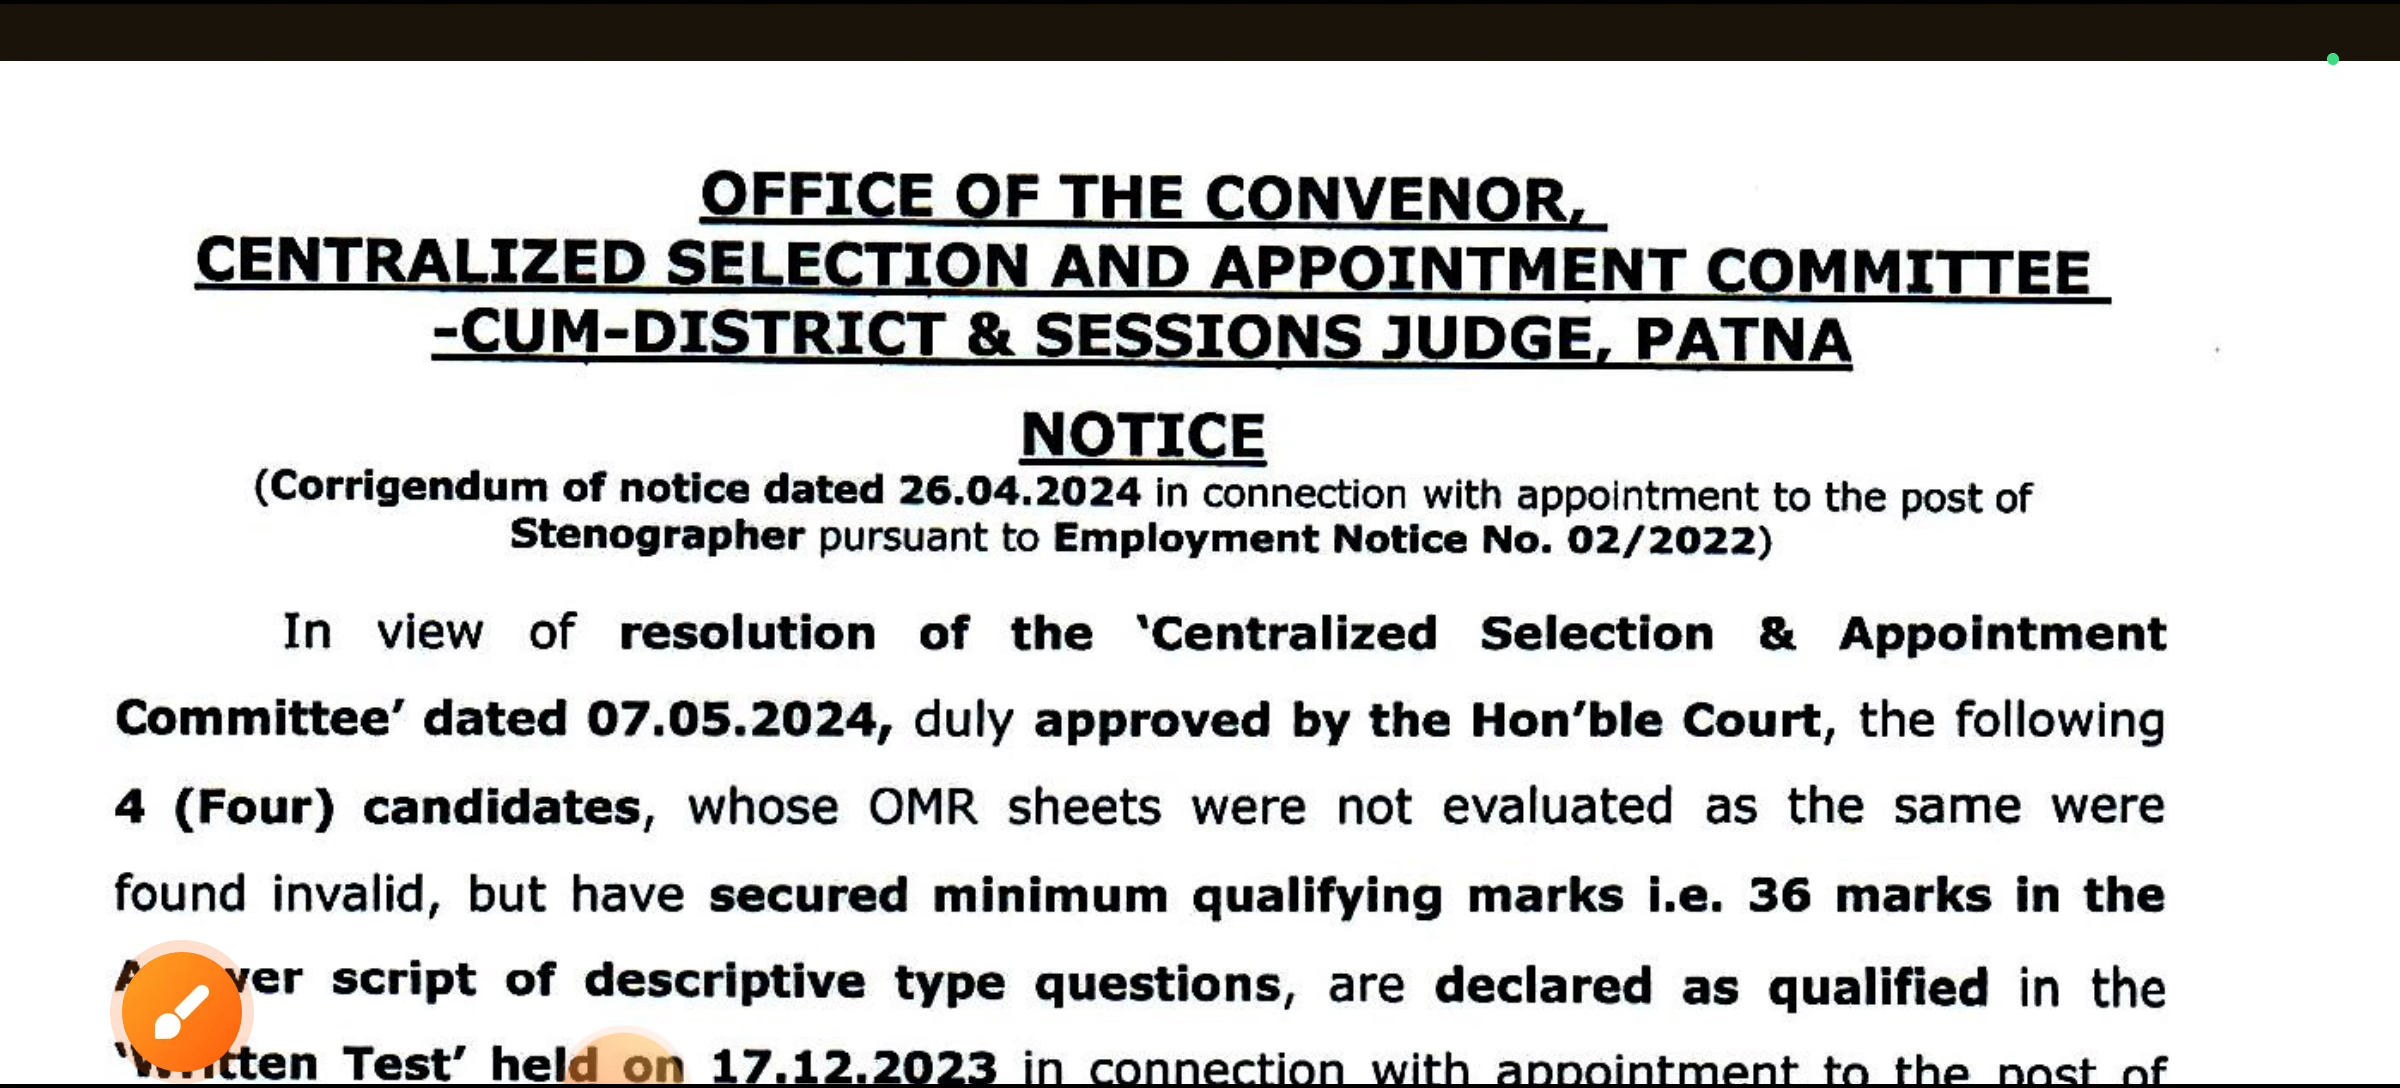 OFFICE OF THE CONVENOR,
CENTRALIZED SELECTION AND APPOINTMENT COMMITTEE
-CUM-DISTRICT & SESSIONS JUDGE, PATNA
NOTICE
(Corrigendum of notice dated 26.04.2024 in connection with appointment to the post of
Stenographer pursuant to Employment Notice No. 02/2022)
In view of resolution of the ‘Centralized Selection & Appointment
Committee’ dated 07.05.2024, duly approved by the Hon’ble Court, the following
4 (Four) candidates, whose OMR sheets were not evaluated as the same were
found invalid, but have secured minimum qualifying marks i.e. 36 marks in the
script of descriptive type questions, are declared as qualified in the
Test’ held on 17.12.2023 in connection with appointment to the post of